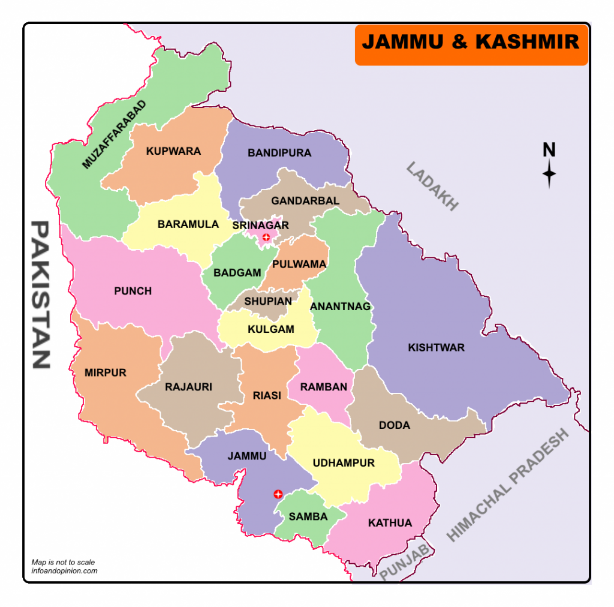 JAMMU & KASHMIR
MUZAFFARABAD
KUPWARA
BANDIPURA
N
LADAKH
GANDARBAL
BARAMULA
SRINAGAR
PAKISTAN
BADGAM
PULWAMA
PUNCH
SHUPIAN
ANANTNAG
KULGAM
KISHTWAR
MIRPUR
RAJAURI
RIASI
RAMBAN
DODA
JAMMU
UDHAMPUR
HIMACHAL PRADESH
SAMBA
KATHUA
PUNJAB
Map is not to scale
infoandopinion.com